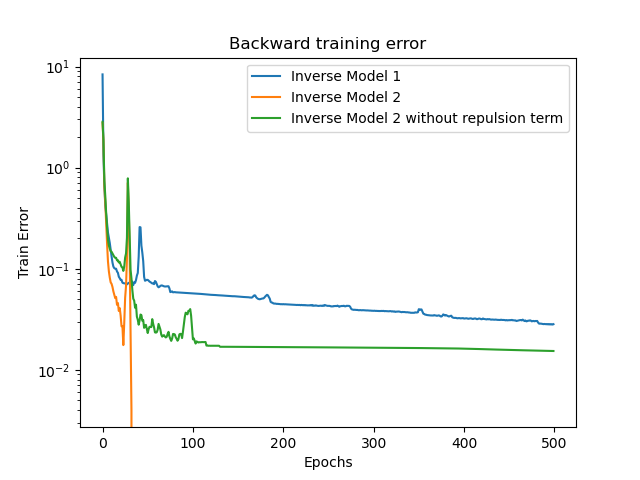 Backward training error
Inverse Model 1
Inverse Model 2
Inverse Model 2 without repulsion term
Train Error
10¹
10⁰
10⁻¹
10⁻²
0 100 200 300 400 500
Epochs